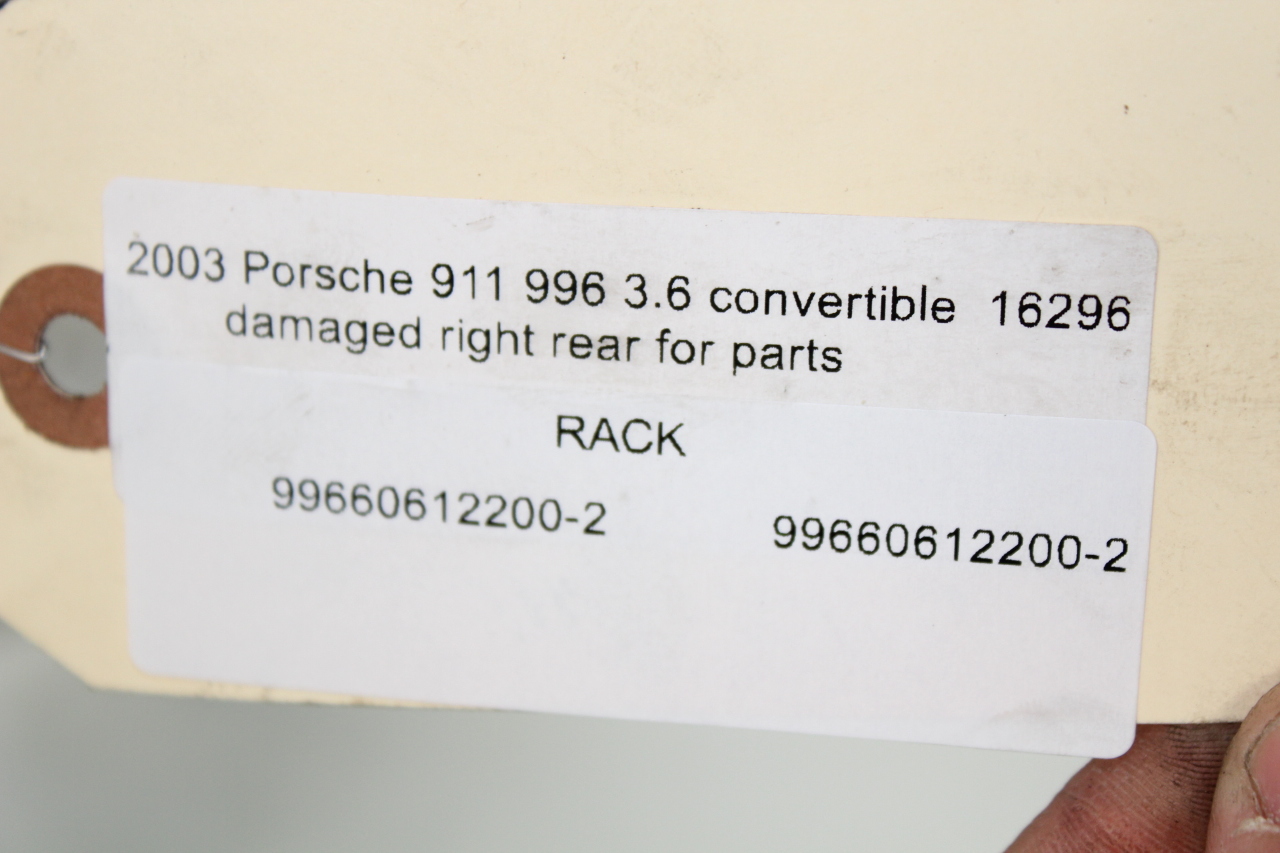 2003 Porsche 911 996 3.6 convertible 16296
damaged right rear for parts
RACK
99660612200-2 99660612200-2